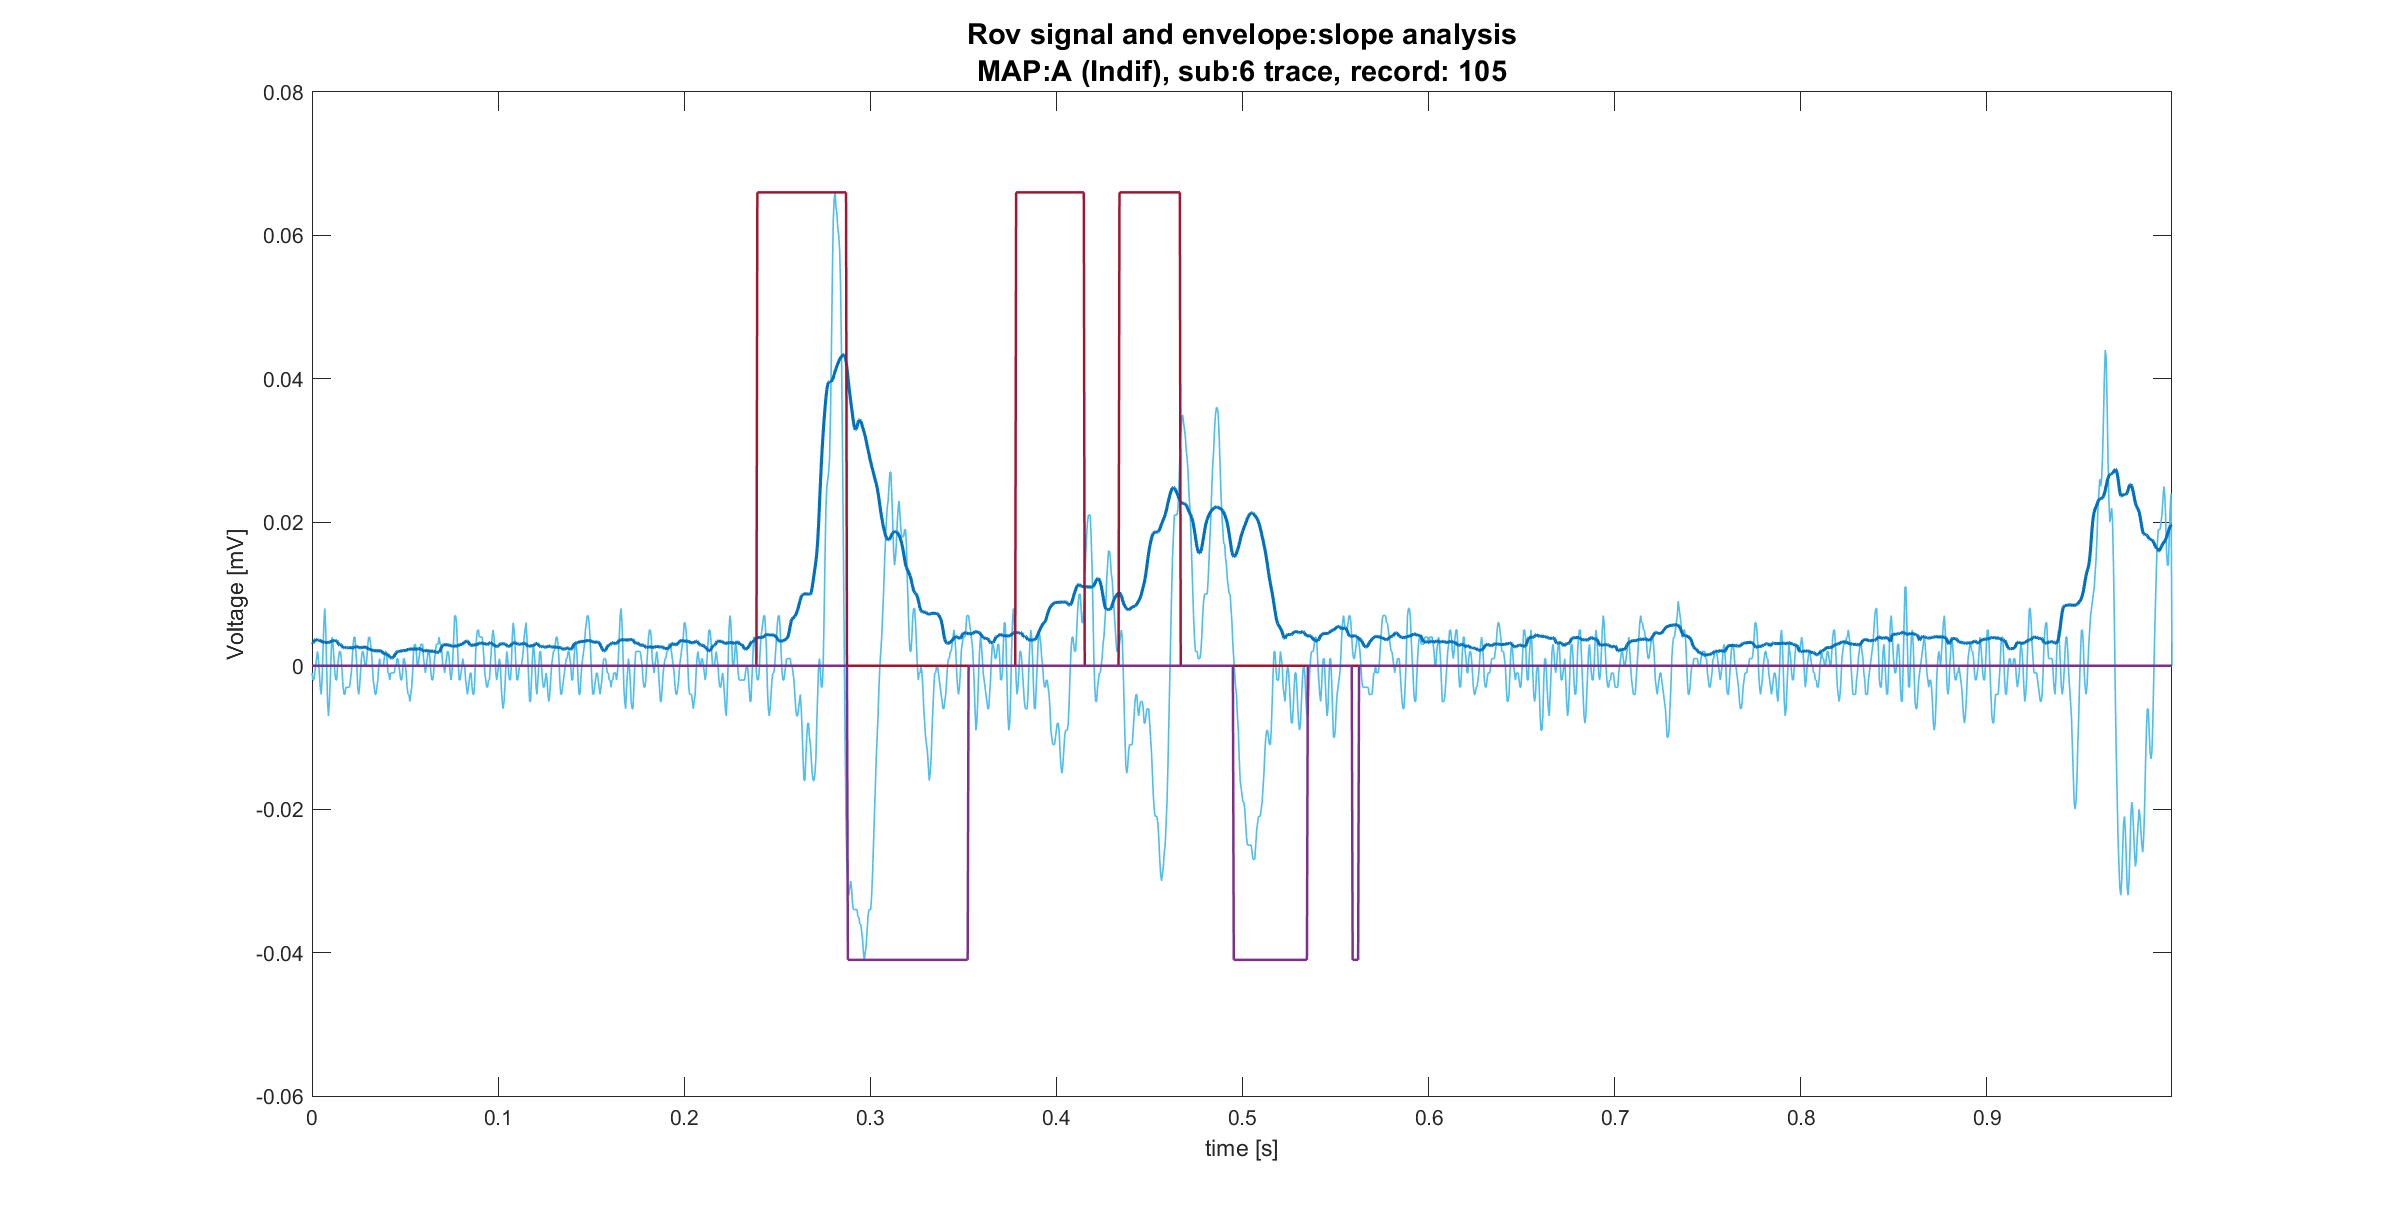 Rov signal and envelope:slope analysis
MAP:A (Indif), sub:6 trace, record: 105
0.08
0.06
0.04
0.02
0
-0.02
-0.04
-0.06
Voltage [mV]
0 0.1 0.2 0.3 0.4 0.5 0.6 0.7 0.8 0.9
time [s]